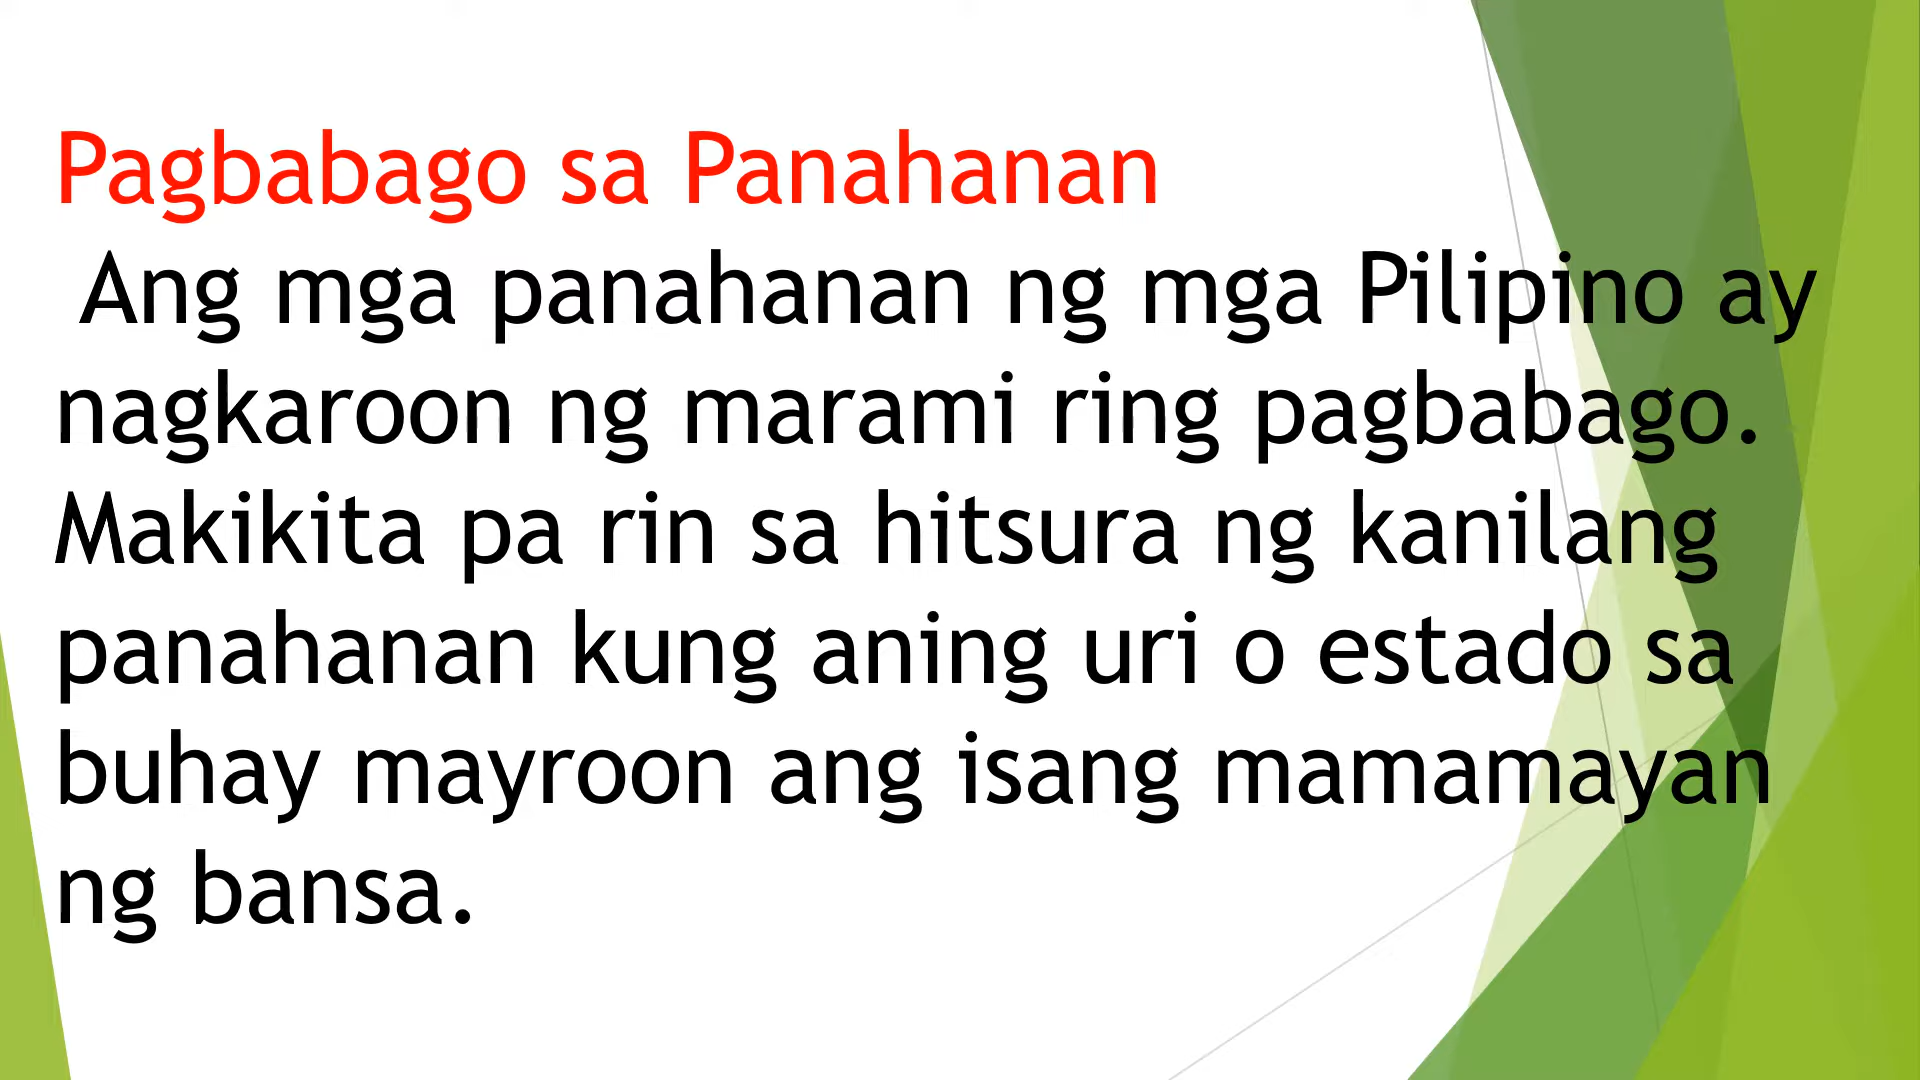 Pagbabago sa Panahanan
Ang mga panahanan ng mga Pilipino ay
nagkaroon ng marami ring pagbabago.
Makikita pa rin sa hitsura ng kanilang
panahanan kung aning uri o estado sa
buhay mayroon ang isang mamamayan
ng bansa.